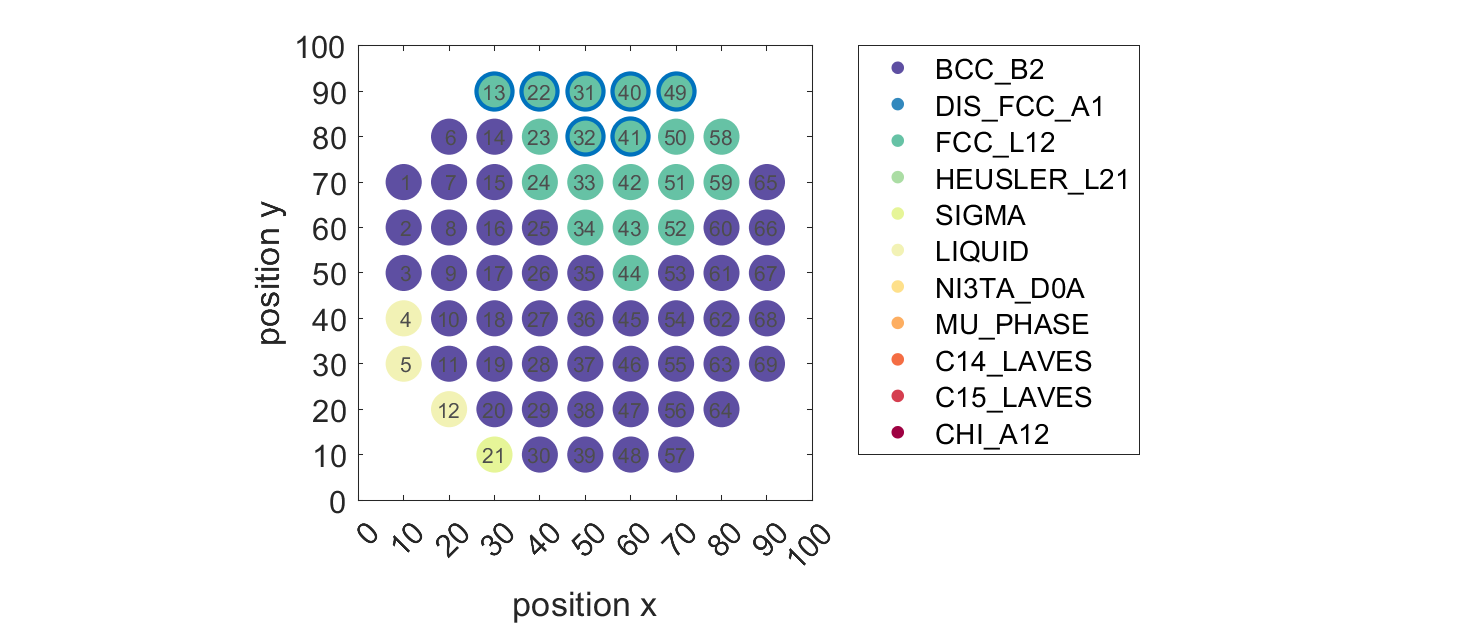 100
90
80
70
60
50
40
30
20
10
0
position y
13 22 31 40 49
6 14 23 32 41 50 58
1 7 15 24 33 42 51 59 65
2 8 16 25 34 43 52 60 66
3 9 17 26 35 44 53 61 67
4 10 18 27 36 45 54 62 68
5 11 19 28 37 46 55 63 69
12 20 29 38 47 56 64
21 30 39 48 57
0 10 20 30 40 50 60 70 80 90 100
position x
BCC_B2
DIS_FCC_A1
FCC_L12
HEUSLER_L21
SIGMA
LIQUID
NI3TA_D0A
MU_PHASE
C14_LAVES
C15_LAVES
CHI_A12